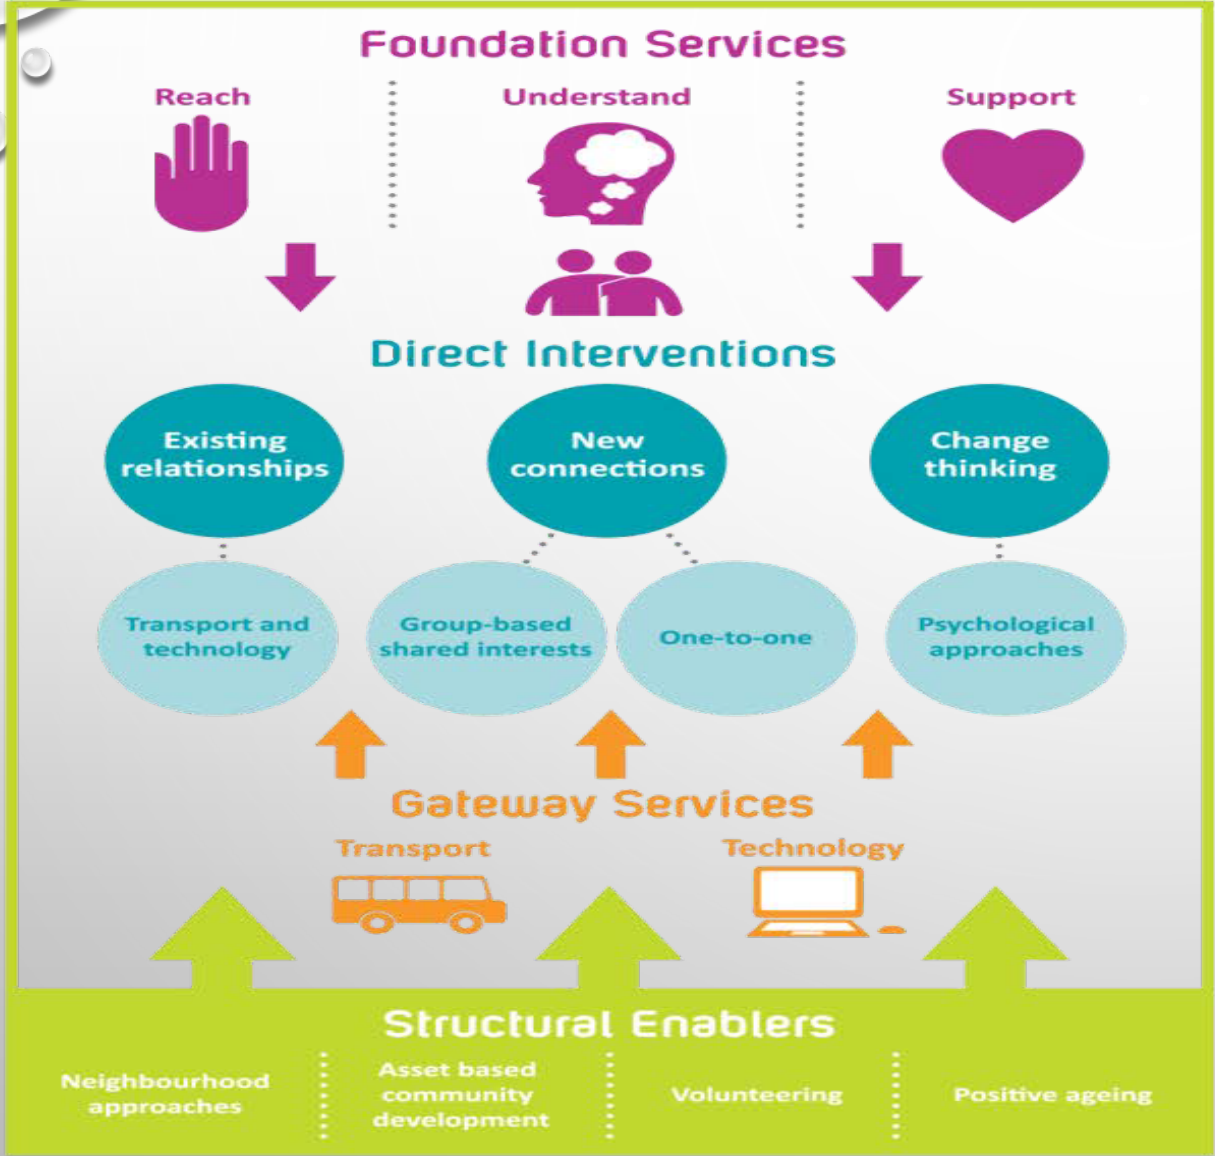 Foundation Services
Reach
Understand
Support
Direct Interventions
Existing
relationships
New
connections
Change
thinking
Transport and
technology
Group-based
shared interests
One-to-one
Psychological
approaches
Gateway Services
Transport
Technology
Structural Enablers
Neighbourhood
approaches
Asset based
community
development
Volunteering
Positive ageing